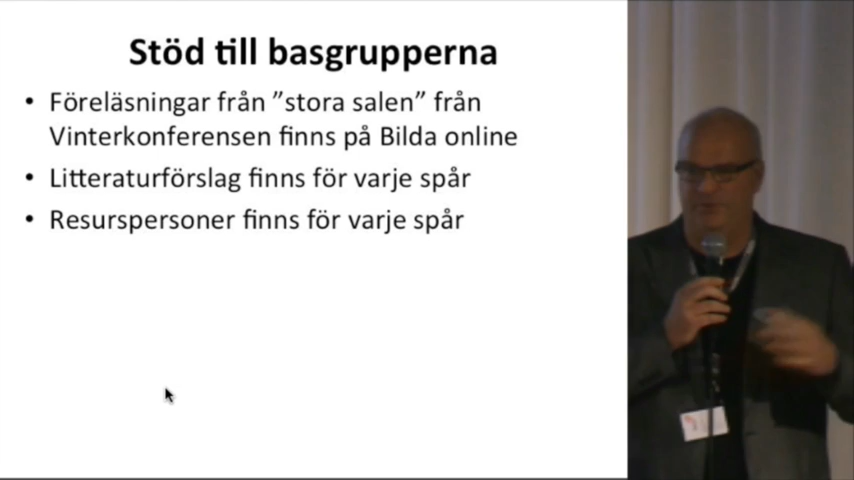 Stöd till basgrupperna
• Föreläsningar från ”stora salen” från
Vinterkonferensen finns på Bilda online
• Litteraturförslag finns för varje spår
• Resurspersoner finns för varje spår